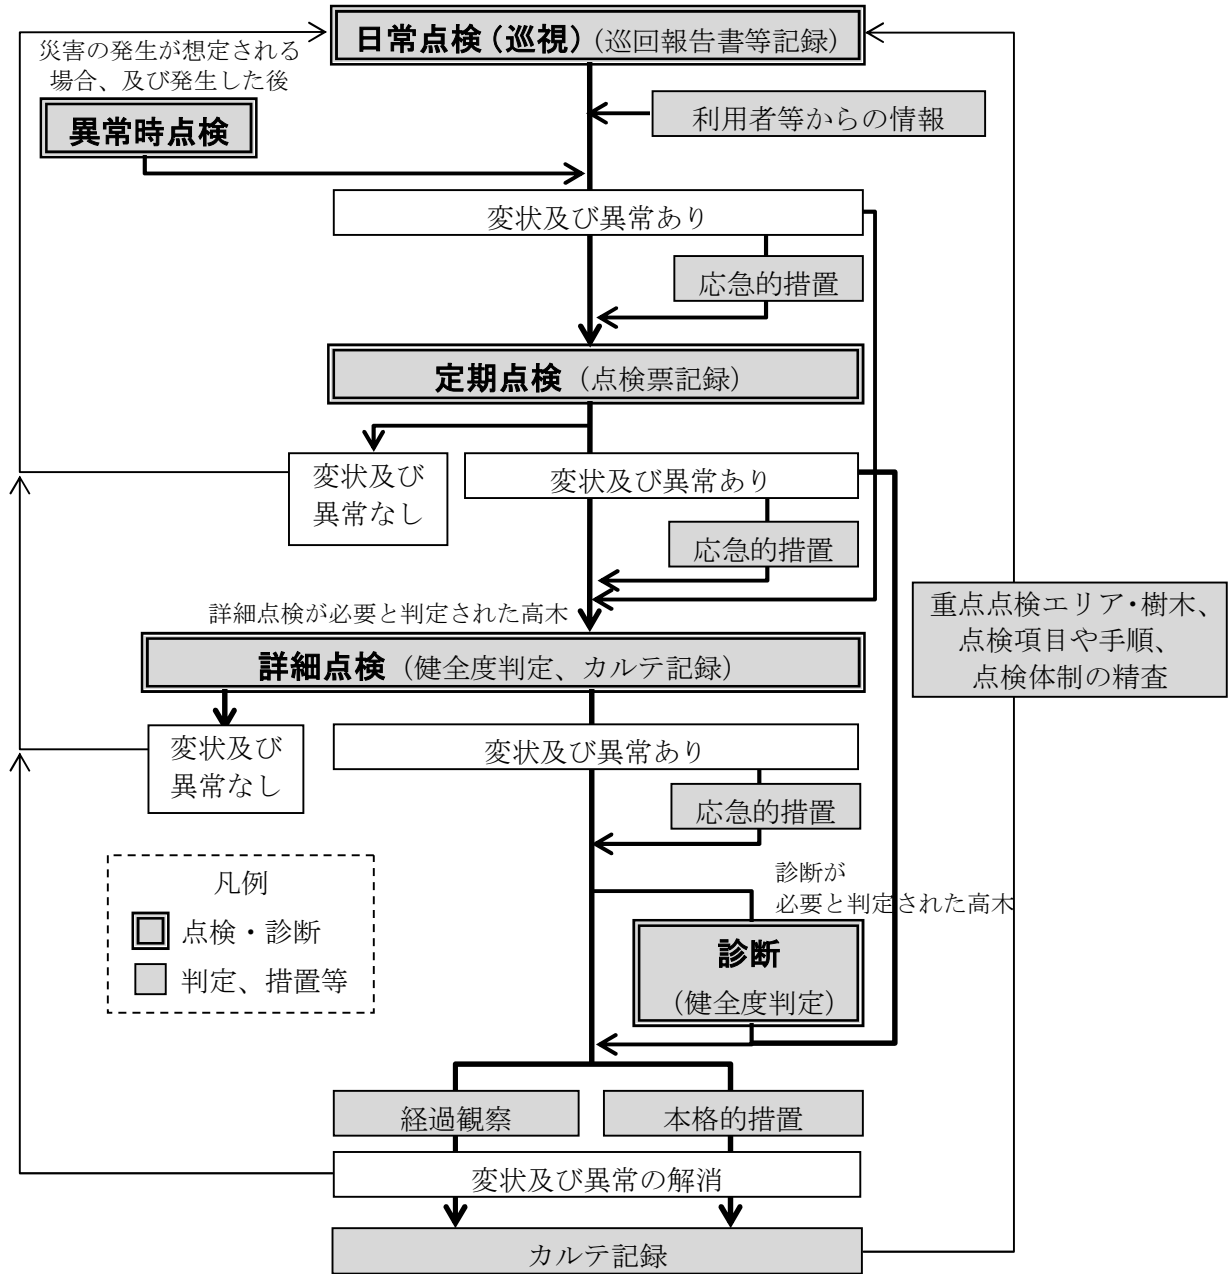 日常点検（巡視）（巡回報告書等記録）
災害の発生が想定される
場合、及び発生した後
異常時点検
利用者等からの情報
変状及び異常あり
応急的措置
定期点検（点検票記録）
変状及び
異常なし
変状及び異常あり
応急的措置
重点点検エリア・樹木、
点検項目や手順、
点検体制の精査
詳細点検が必要と判定された高木
詳細点検（健全度判定、カルテ記録）
変状及び
異常なし
変状及び異常あり
応急的措置
凡例
点検・診断
判定、措置等
診断が
必要と判定された高木
診断
（健全度判定）
経過観察
本格的措置
変状及び異常の解消
カルテ記録